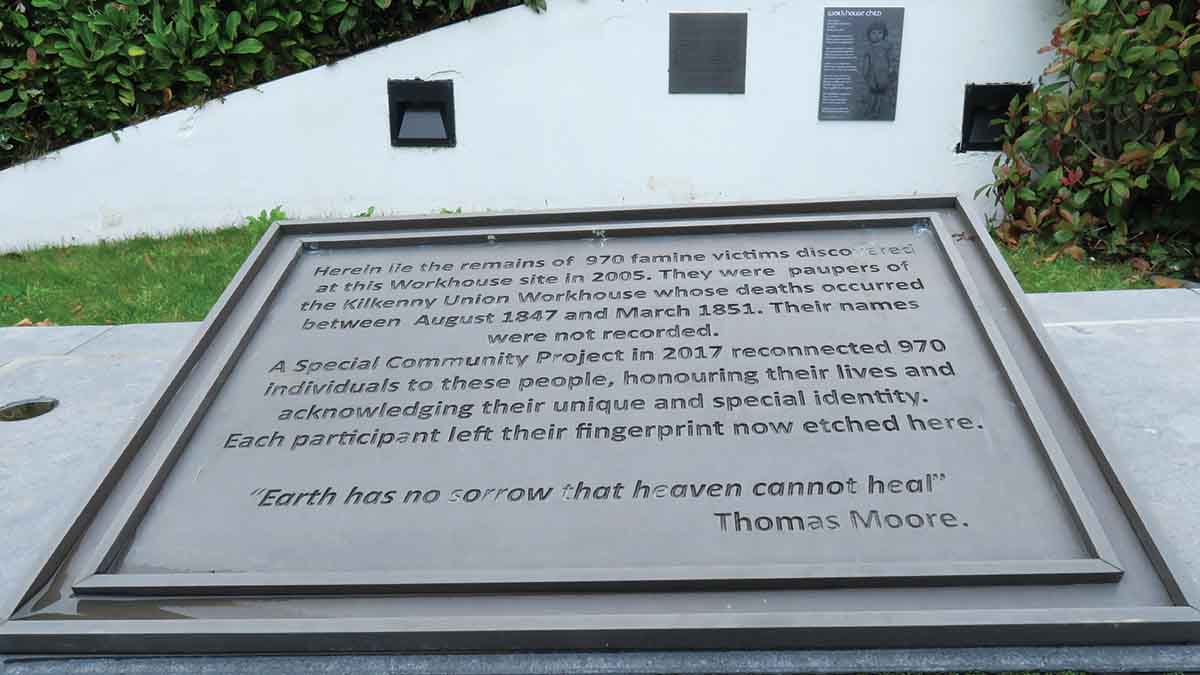 workhouse child
Herein lie the remains of 970 famine victims discovered
at this Workhouse site in 2005. They were paupers of
the Kilkenny Union Workhouse whose deaths occurred
between August 1847 and March 1851. Their names
were not recorded.
A Special Community Project in 2017 reconnected 970
individuals to these people, honouring their lives and
acknowledging their unique and special identity.
Each participant left their fingerprint now etched here.
“Earth has no sorrow that heaven cannot heal”
Thomas Moore.